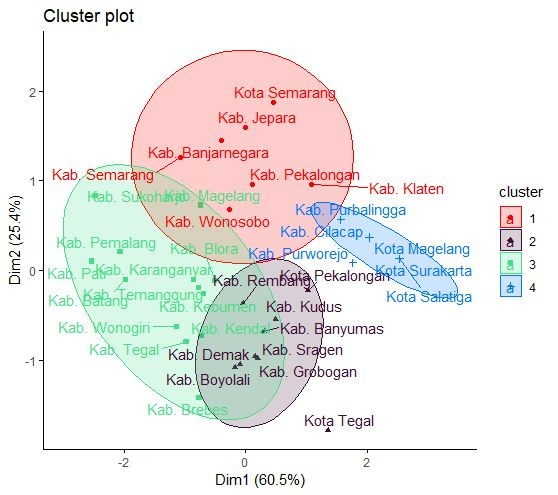 Cluster plot
2
1
0
-1
-2
0
2
Dim2 (25.4%)
Dim1 (60.5%)
Kota Semarang
Kab. Jepara
Kab. Banjarnegara
Kab. Semarang
Kab. Pekalongan
Kab. Klaten
Kab. Sukoharjo
Kab. Magelang
Kab. Wonosobo
Kab. Purbalingga
Kab. Cilacap
Kab. Pemalang
Kab. Blora
Kab. Purworejo
Kota Magelang
Kab. Pati
Kab. Karanganyar
Kota Pekalongan
Kota Surakarta
Kab. Rembang
Kab. Temanggung
Kota Salatiga
Kab. Batang
Kab. Kebumen
Kab. Kudus
Kab. Wonogiri
Kab. Kendal
Kab. Banyumas
Kab. Tegal
Kab. Demak
Kab. Sragen
Kab. Boyolali
Kab. Grobogan
Kab. Brebes
Kota Tegal
cluster
a 1
a 2
a 3
a 4